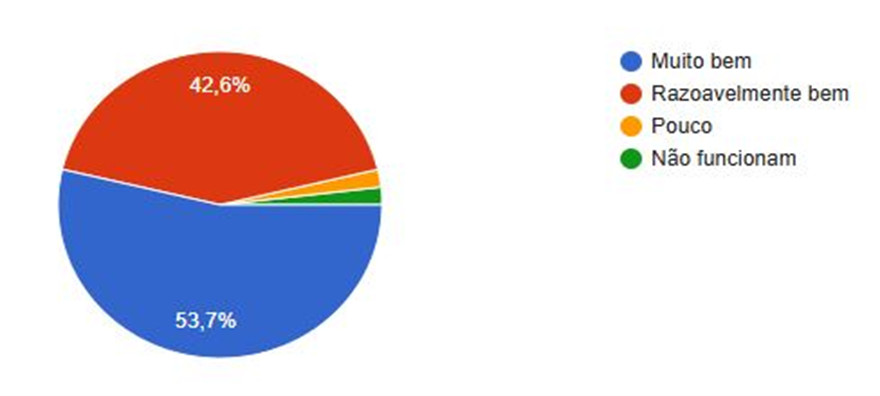 42,6%
53,7%
Muito bem
Razoavelmente bem
Pouco
Não funcionam